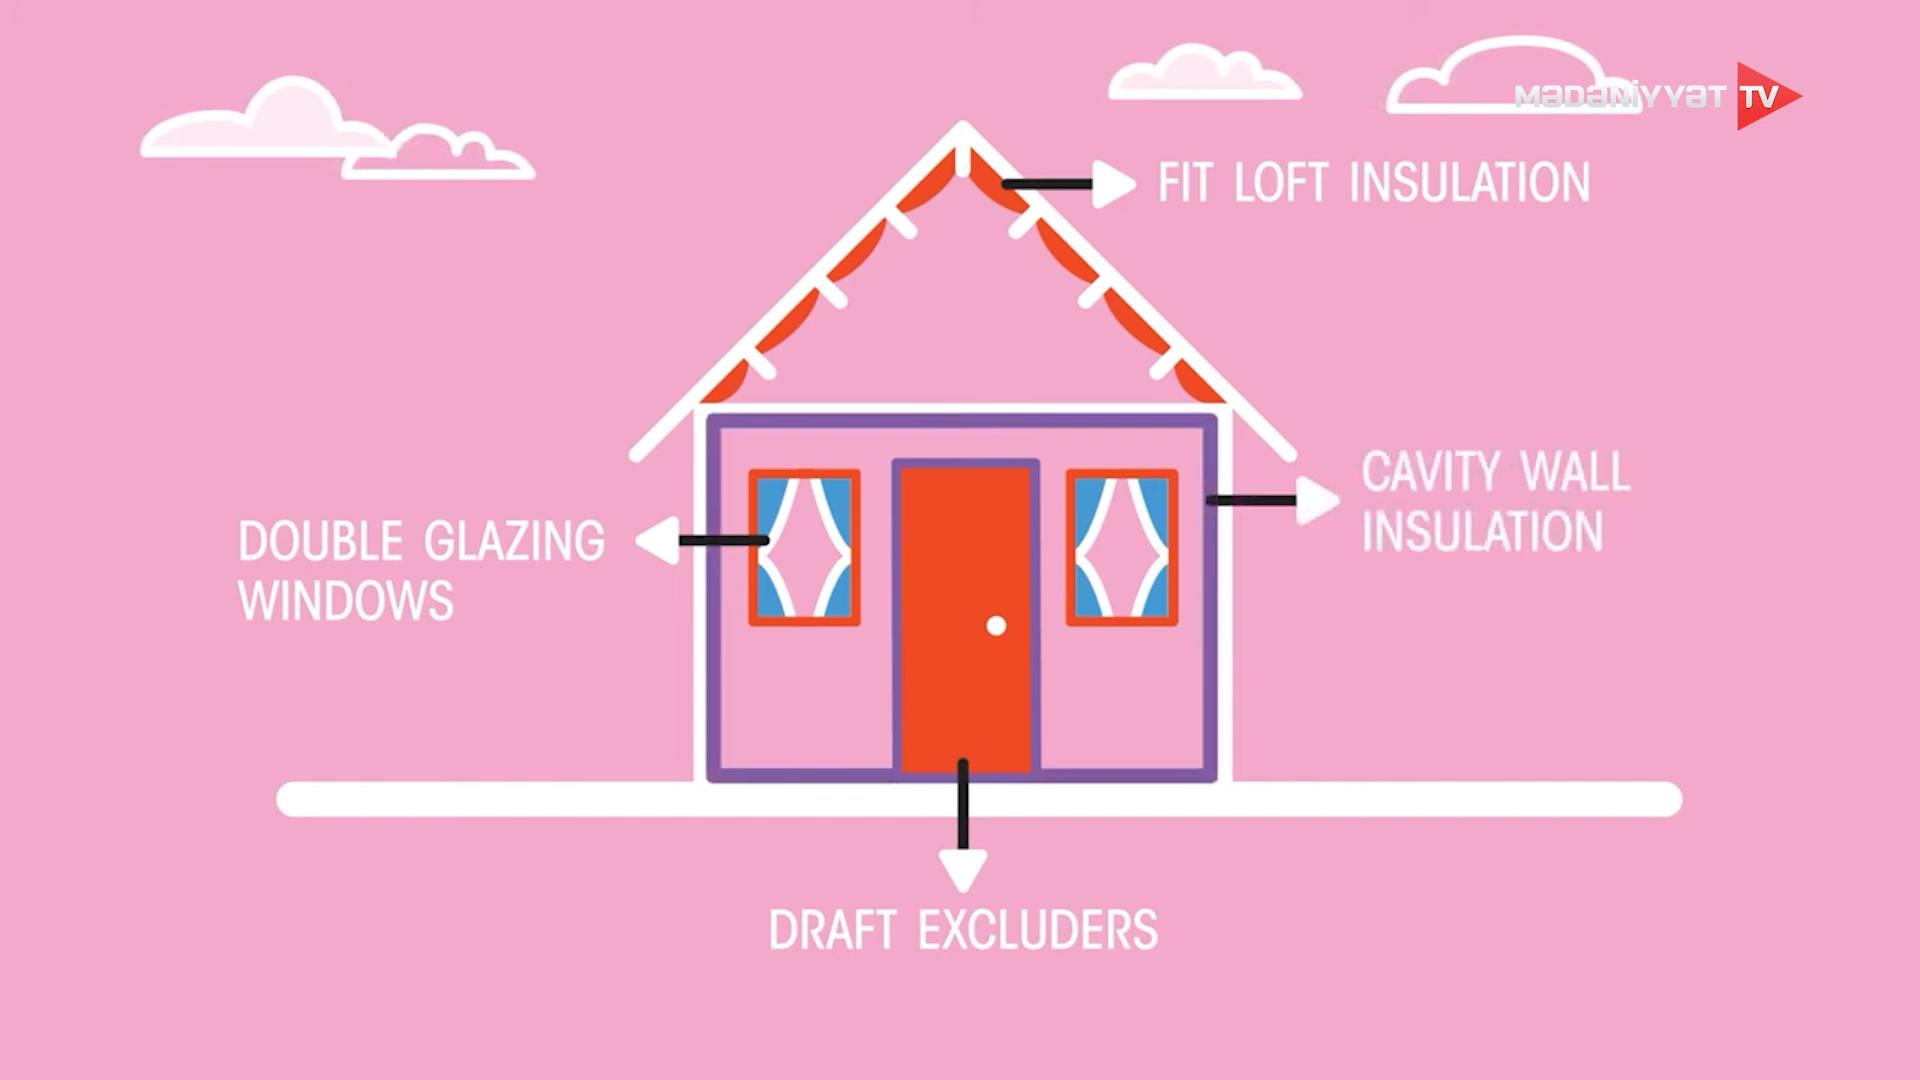 MƏDƏNİYYƏT TV
FIT LOFT INSULATION
CAVITY WALL
INSULATION
DOUBLE GLAZING
WINDOWS
DRAFT EXCLUDERS